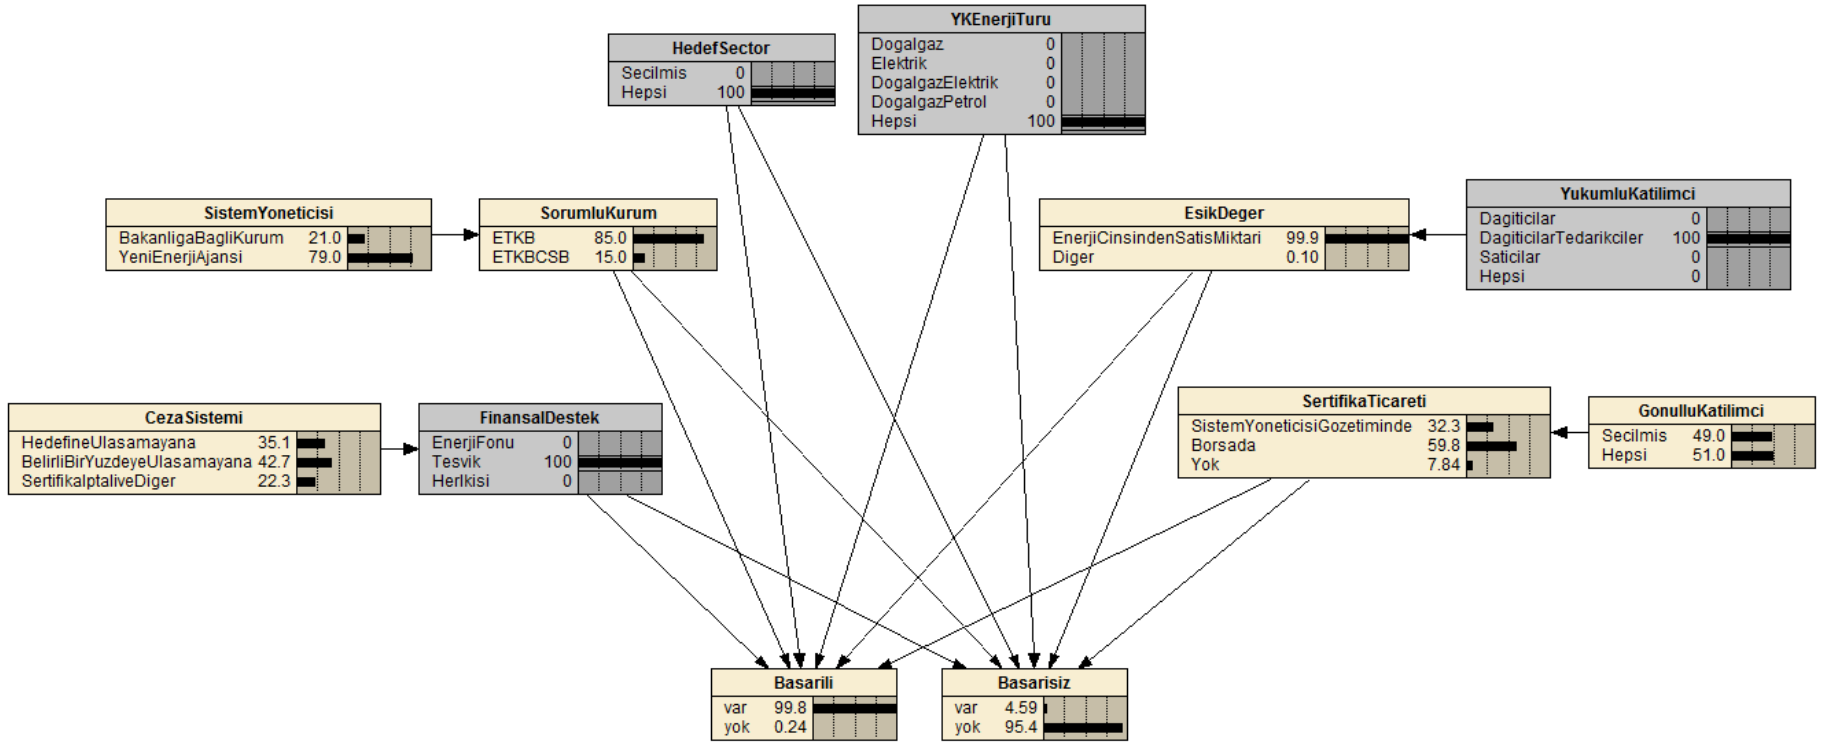 YKEnerjiTuru
Dogalgaz 0
Elektrik 0
DogalgazElektrik 0
DogalgazPetrol 0
Hepsi 100
HedefSector
Secilmis 0
Hepsi 100
SistemYoneticisi
BakanligaBagliKurum 21.0
YeniEnerjiAjansi 79.0
SorumluKurum
ETKB 85.0
ETKBCSB 15.0
EsikDeger
EnerjiCinsindenSatisMiktari 99.9
Diger 0.10
YukumluKatilimci
Dagiticilar 0
DagiticilarTedarikciler 100
Saticilar 0
Hepsi 0
CezaSistemi
HedefineUlasamayana 35.1
BelirliBirYuzdeyeUlasamayana 42.7
SertifikaIptaliveDiger 22.3
FinansalDestek
EnerjiFonu 0
Tesvik 100
HerIkisi 0
SertifikaTicareti
SistemYoneticisiGozetiminde 32.3
Borsada 59.8
Yok 7.84
GonulluKatilimci
Secilmis 49.0
Hepsi 51.0
Basarili
var 99.8
yok 0.24
Basarisiz
var 4.59
yok 95.4